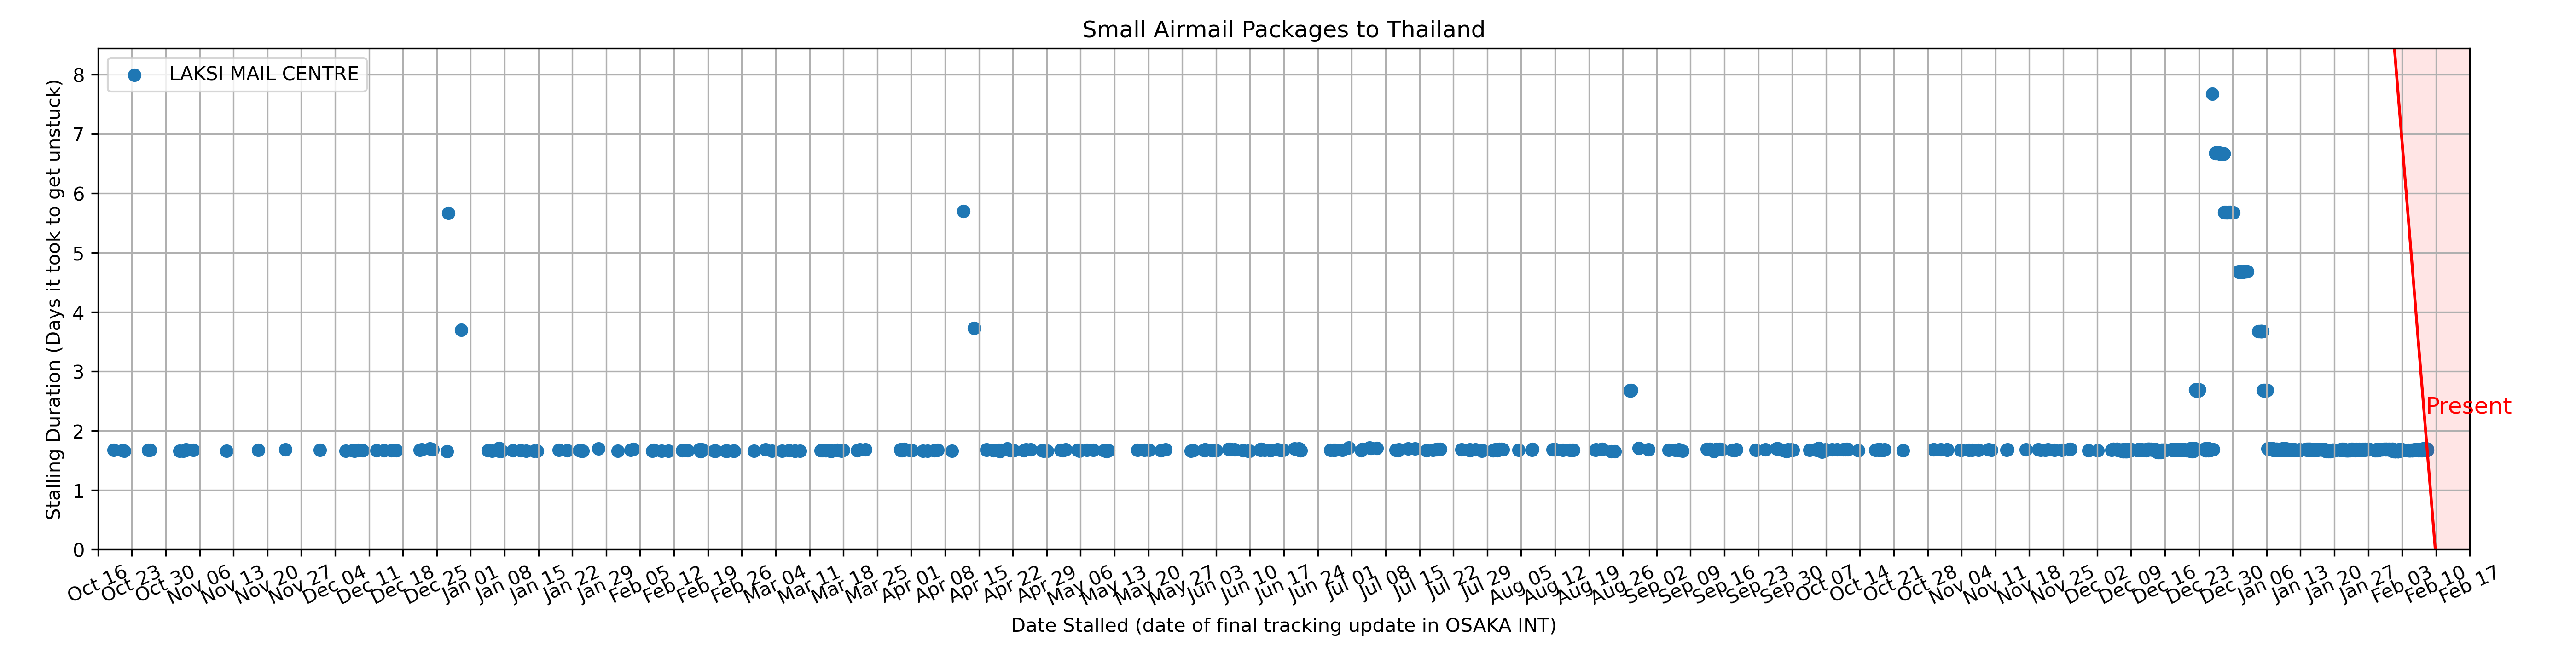 Small Airmail Packages to Thailand
LAKSI MAIL CENTRE
Stalling Duration (Days it took to get unstuck)
8
7
6
5
4
3
2
1
0
Present
Oct 16 Oct 23 Oct 30 Nov 06 Nov 13 Nov 20 Nov 27 Dec 04 Dec 11 Dec 18 Dec 25 Jan 01 Jan 08 Jan 15 Jan 22 Jan 29 Feb 05 Feb 12 Feb 19 Feb 26 Mar 04 Mar 11 Mar 18 Mar 25 Apr 01 Apr 08 Apr 15 Apr 22 Apr 29 May 06 May 13 May 20 May 27 Jun 03 Jun 10 Jun 17 Jun 24 Jul 01 Jul 08 Jul 15 Jul 22 Jul 29 Aug 05 Aug 12 Aug 19 Aug 26 Sep 02 Sep 09 Sep 16 Sep 23 Sep 30 Oct 07 Oct 14 Oct 21 Oct 28 Nov 04 Nov 11 Nov 18 Nov 25 Dec 02 Dec 09 Dec 16 Dec 23 Dec 30 Jan 06 Jan 13 Jan 20 Jan 27 Feb 03 Feb 10 Feb 17
Date Stalled (date of final tracking update in OSAKA INT)